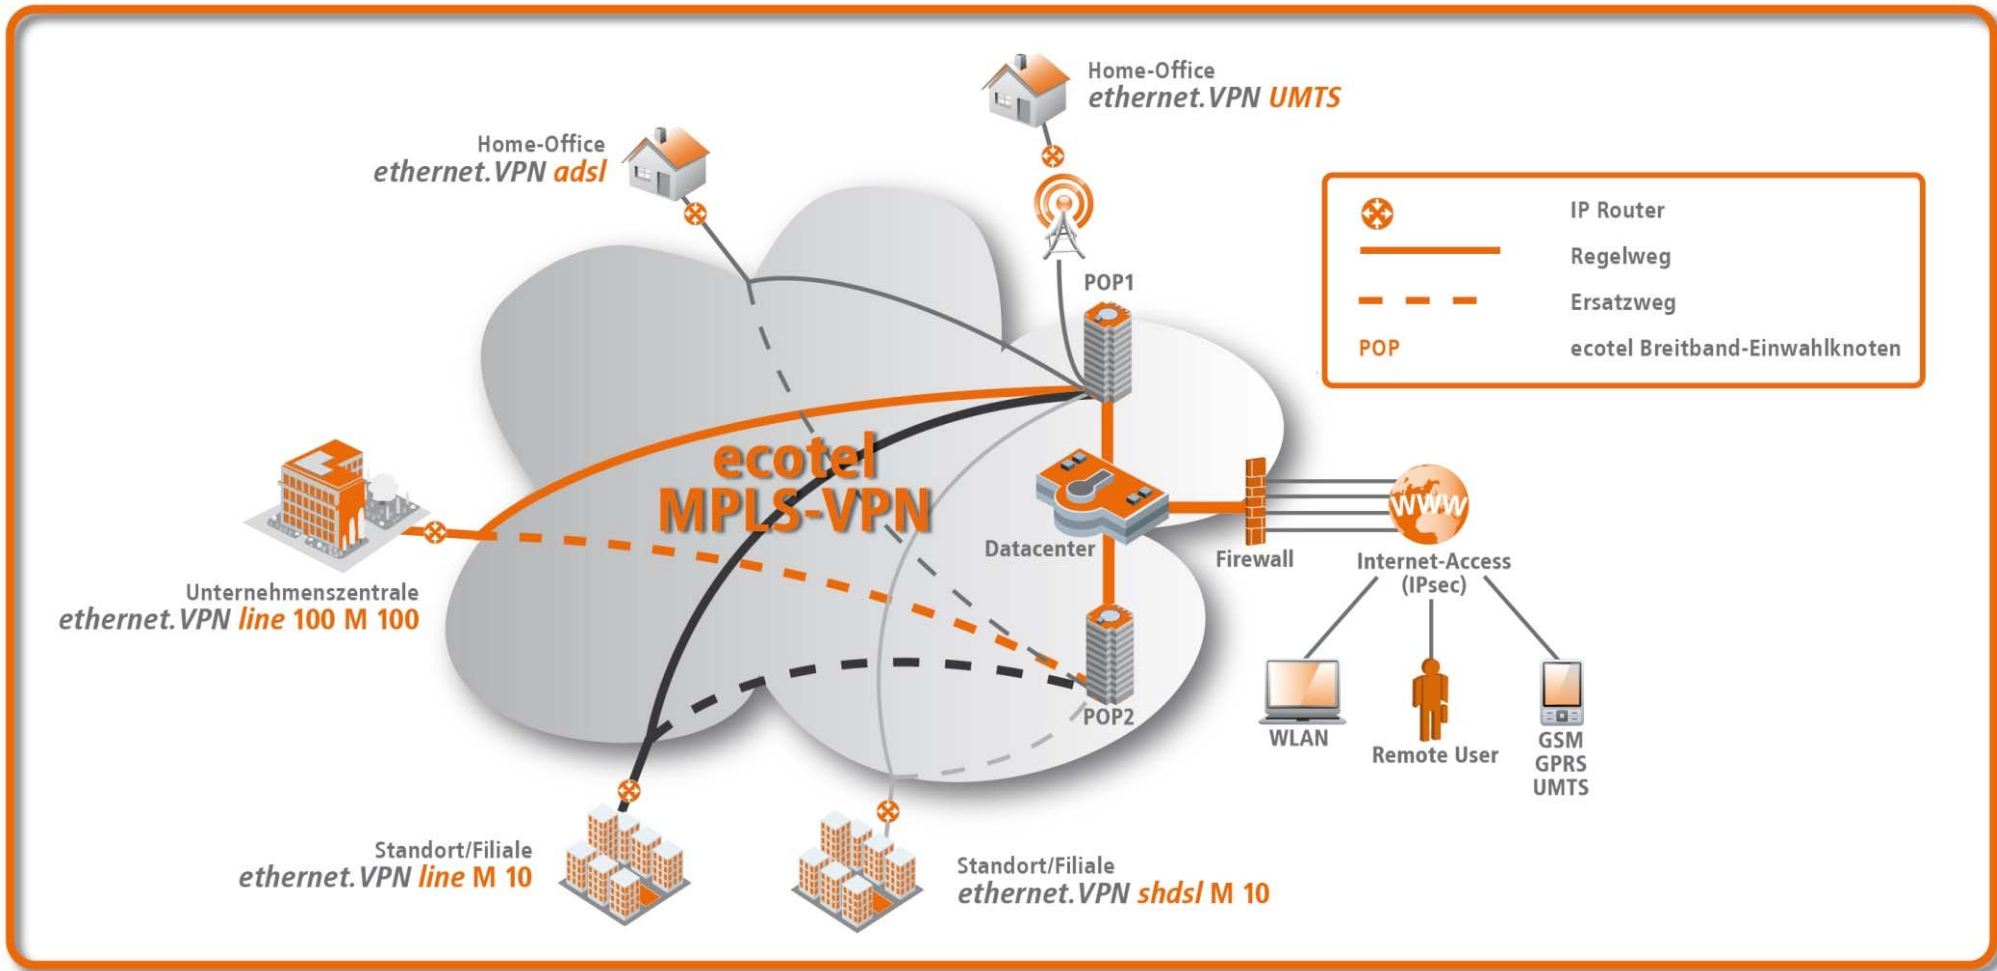 Home-Office
ethernet.VPN UMTS
Home-Office
ethernet.VPN adsl
IP Router
Regelweg
Ersatzweg
POP ecotel Breitband-Einwahlknoten
POP1
ecotel
MPLS-VPN
WWW
Datacenter
Firewall
Internet-Access
(IPsec)
Unternehmenszentrale
ethernet.VPN line 100 M 100
POP2
WLAN
Remote User
GSM
GPRS
UMTS
Standort/Filiale
ethernet.VPN line M 10
Standort/Filiale
ethernet.VPN shdsl M 10